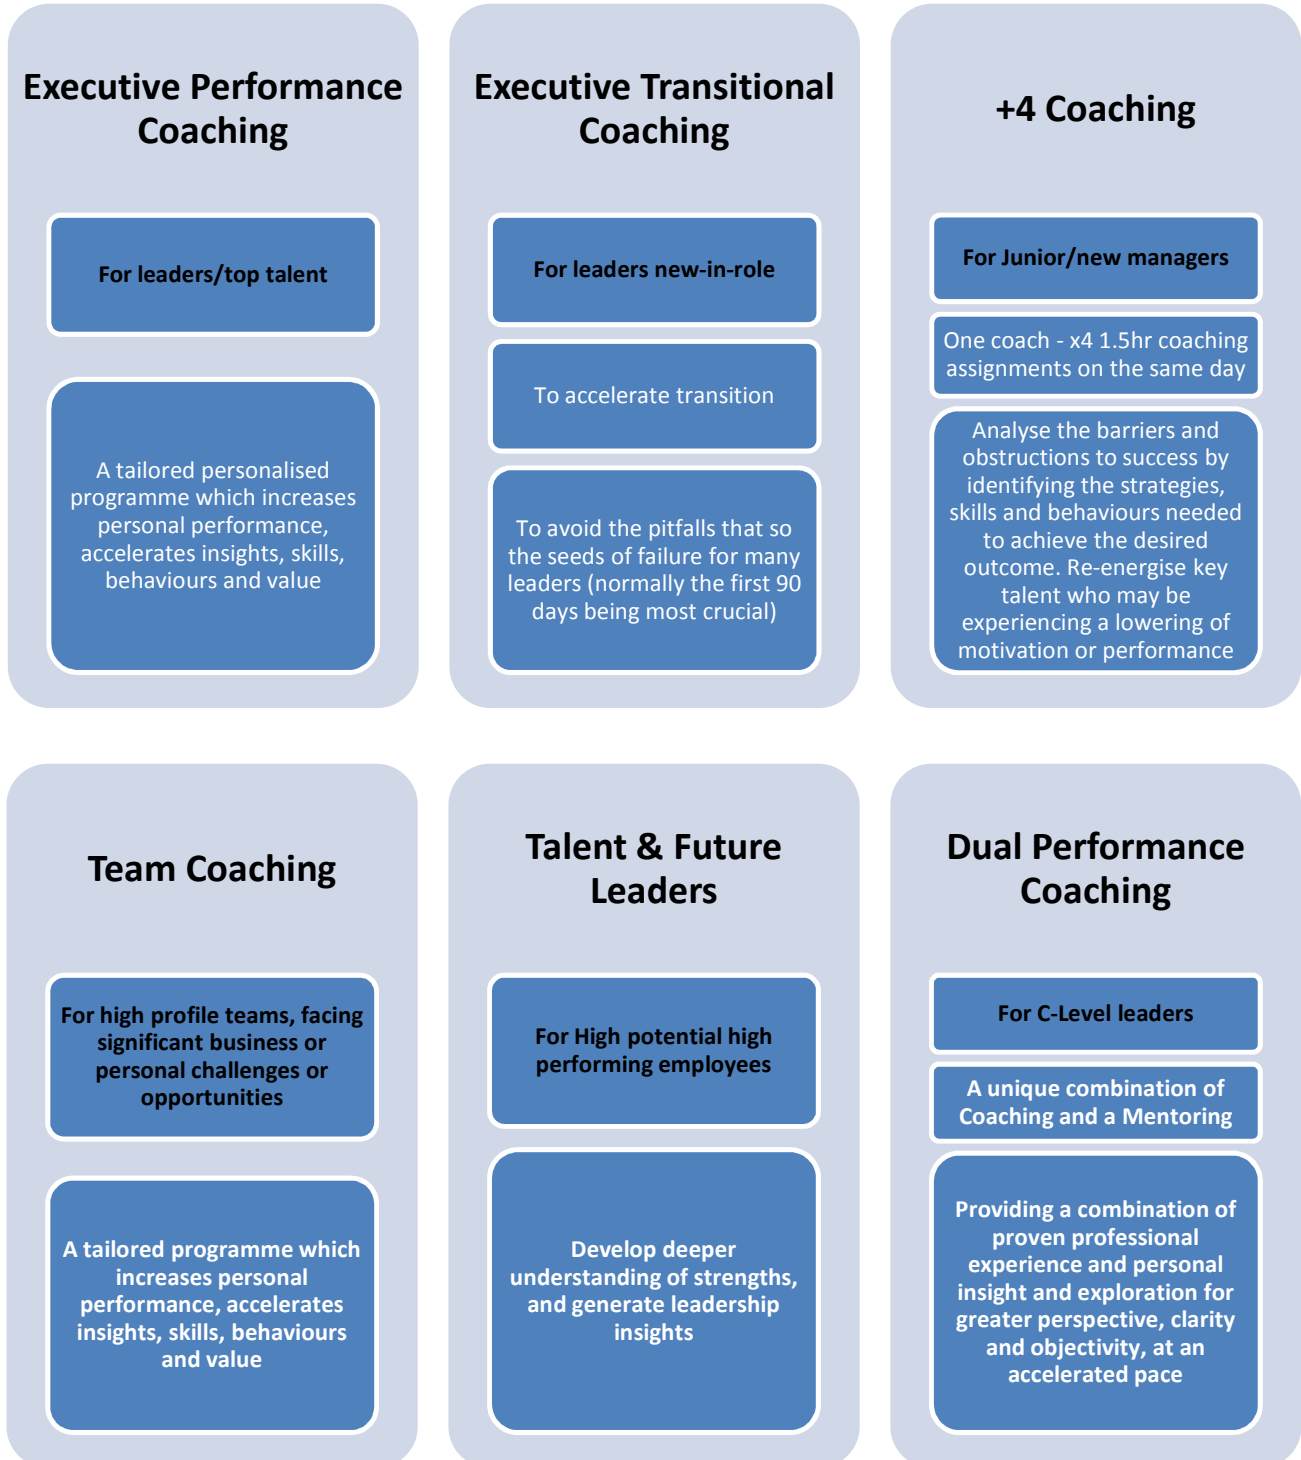 Executive Performance
Coaching
For leaders/top talent
A tailored personalised
programme which increases
personal performance,
accelerates insights, skills,
behaviours and value
Executive Transitional
Coaching
For leaders new-in-role
To accelerate transition
To avoid the pitfalls that so
the seeds of failure for many
leaders (normally the first 90
days being most crucial)
+4 Coaching
For Junior/new managers
One coach - x4 1.5hr coaching
assignments on the same day
Analyse the barriers and
obstructions to success by
identifying the strategies,
skills and behaviours needed
to achieve the desired
outcome. Re-energise key
talent who may be
experiencing a lowering of
motivation or performance
Team Coaching
For high profile teams, facing
significant business or
personal challenges or
opportunities
A tailored programme which
increases personal
performance, accelerates
insights, skills, behaviours
and value
Talent & Future
Leaders
For High potential high
performing employees
Develop deeper
understanding of strengths,
and generate leadership
insights
Dual Performance
Coaching
For C-Level leaders
A unique combination of
Coaching and a Mentoring
Providing a combination of
proven professional
experience and personal
insight and exploration for
greater perspective, clarity
and objectivity, at an
accelerated pace